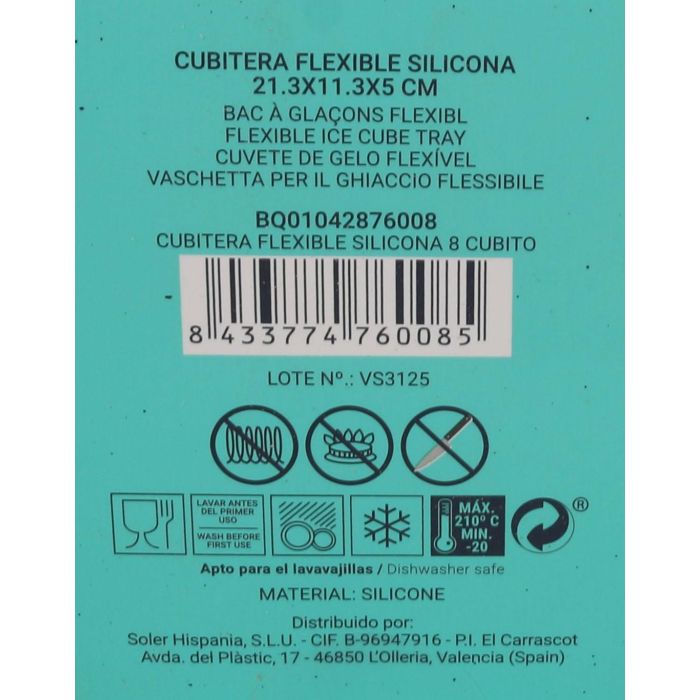 CUBITERA FLEXIBLE SILICONA
21.3X11.3X5 CM
BAC À GLAÇONS FLEXIBL
FLEXIBLE ICE CUBE TRAY
CUVETE DE GELO FLEXÍVEL
VASCHETTA PER IL GHIACCIO FLESSIBILE
BQ01042876008
CUBITERA FLEXIBLE SILICONA 8 CUBITO
8 433774 760085
LOTE Nº.: VS3125
LAVAR ANTES
DEL PRIMER
USO
WASH BEFORE
FIRST USE
MÁX.
210º C
MIN.
-20
®
Apto para el lavavajillas / Dishwasher safe
MATERIAL: SILICONE
Distribuido por:
Soler Hispania, S.L.U. - CIF. B-96947916 - P.I. El Carrascot
Avda. del Plàstic, 17 - 46850 L'Olleria, Valencia (Spain)